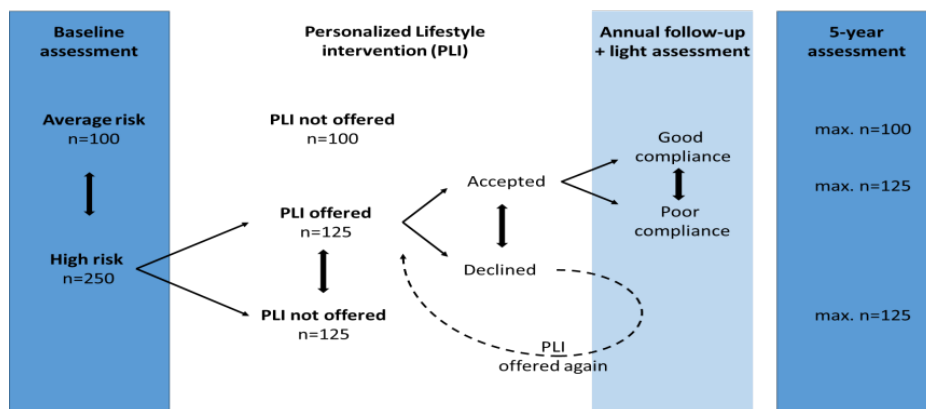 Baseline
assessment
Personalized Lifestyle
intervention (PLI)
Annual follow-up
+ light assessment
5-year
assessment
Average risk
n=100
PLI not offered
n=100
Good
compliance
max. n=100
Accepted
max. n=125
PLI offered
n=125
Poor
compliance
High risk
n=250
Declined
PLI not offered
n=125
max. n=125
PLI
offered again